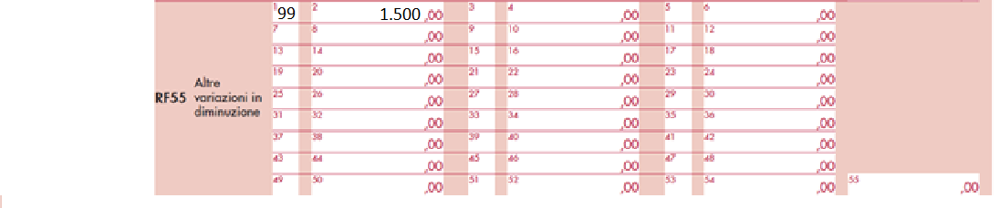 1 99 2 1.500 ,00 3 4 ,00 5 6 ,00
7 8 ,00 9 10 ,00 11 12 ,00
13 14 ,00 15 16 ,00 17 18 ,00
19 20 ,00 21 22 ,00 23 24 ,00
25 26 ,00 27 28 ,00 29 30 ,00
RF55 Altre variazioni in diminuzione
31 32 ,00 33 34 ,00 35 36 ,00
37 38 ,00 39 40 ,00 41 42 ,00
43 44 ,00 45 46 ,00 47 48 ,00
49 50 ,00 51 52 ,00 53 54 ,00 55 ,00